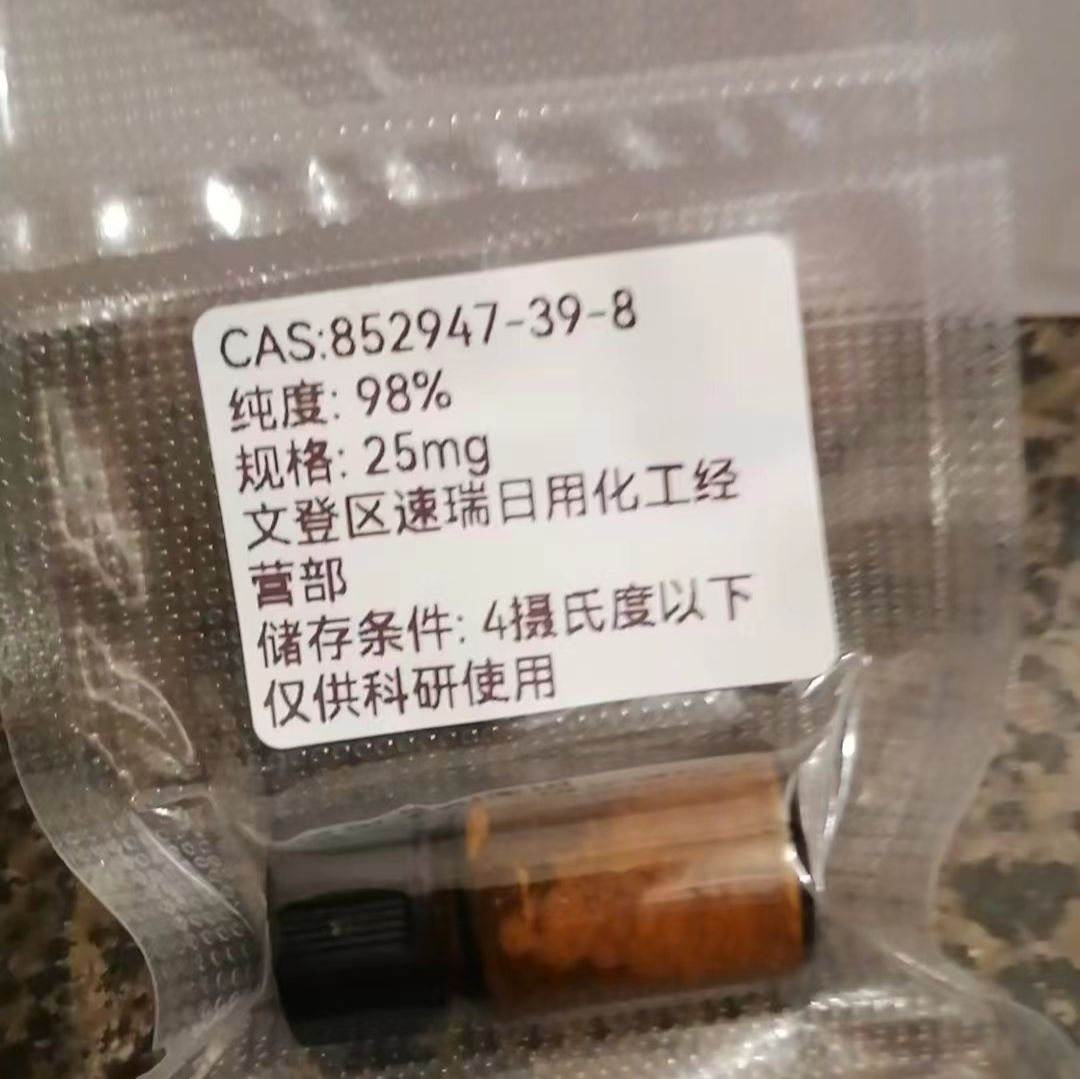 CAS:852947-39-8
纯度: 98%
规格: 25mg
文登区速瑞日用化工经
营部
储存条件: 4摄氏度以下
仅供科研使用